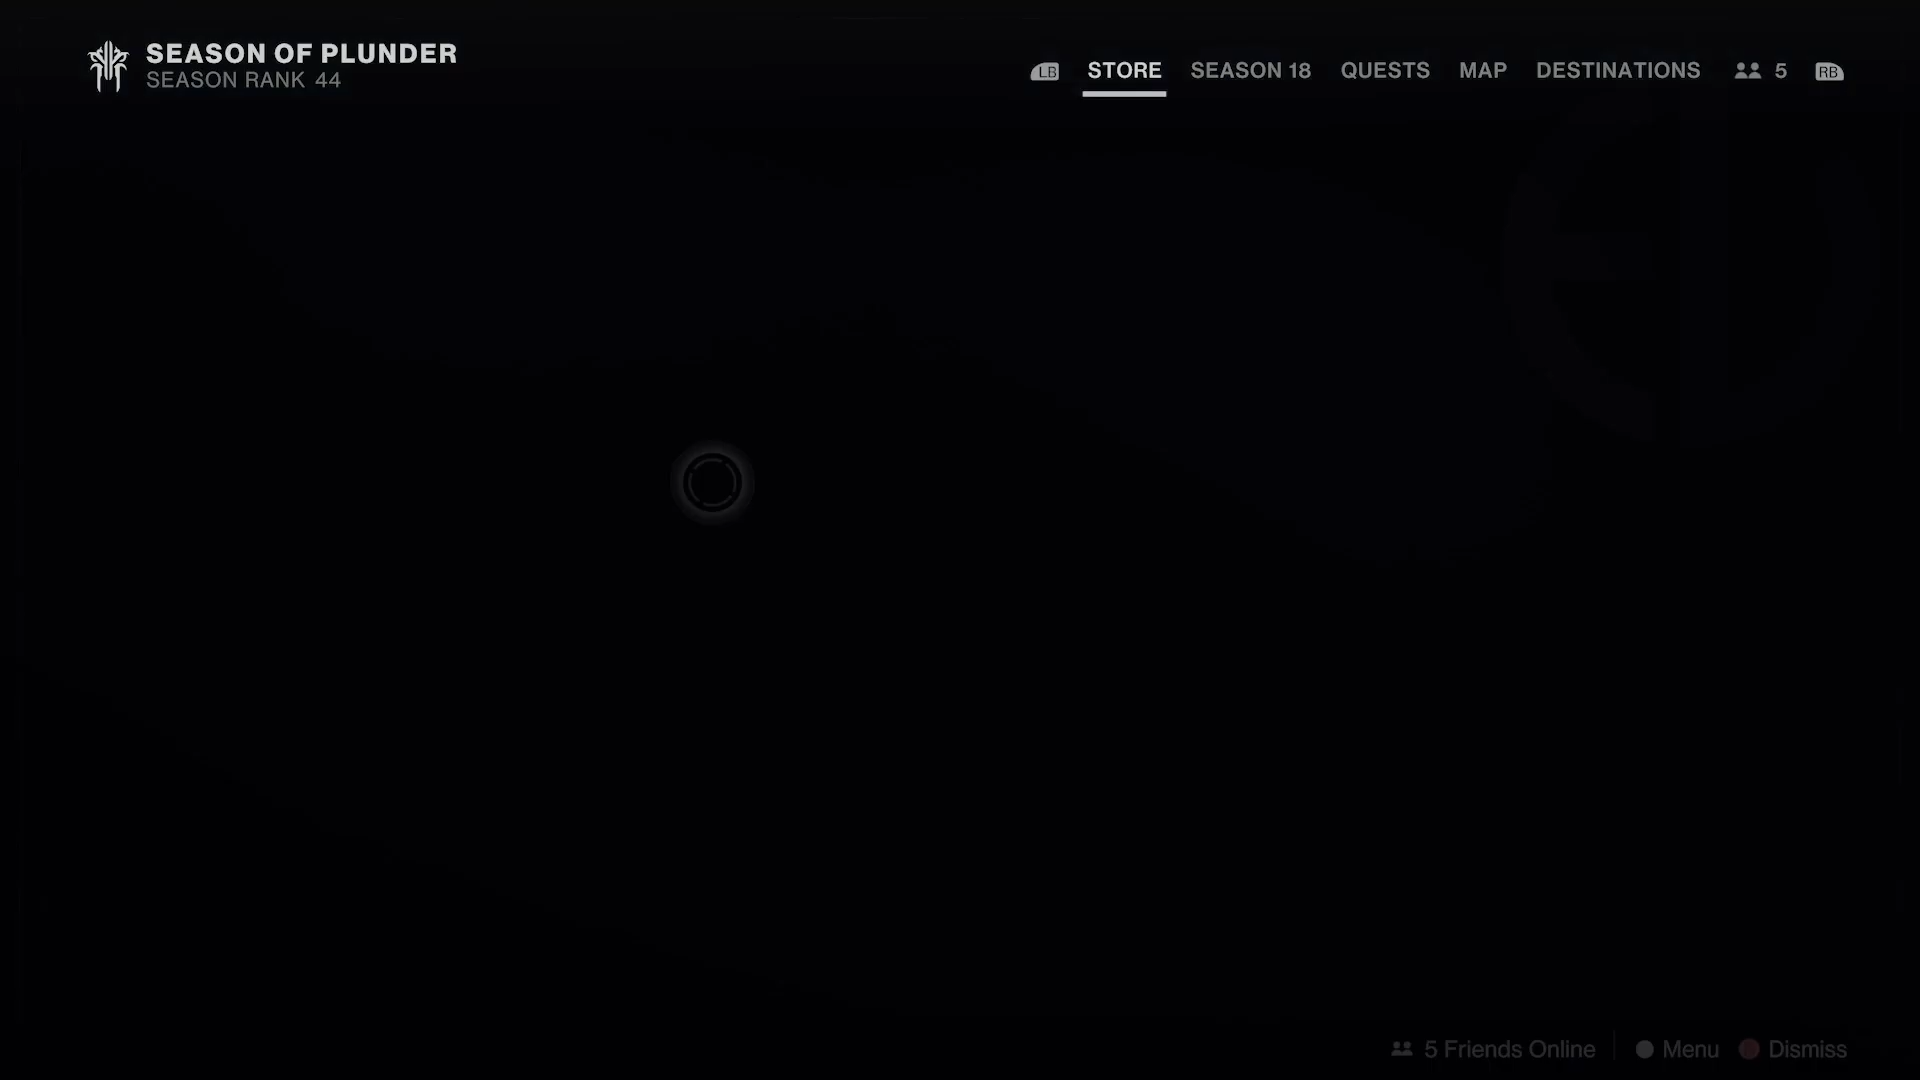 SEASON OF PLUNDER
SEASON RANK 44
LB STORE SEASON 18 QUESTS MAP DESTINATIONS 5 RB
5 Friends Online Menu Dismiss